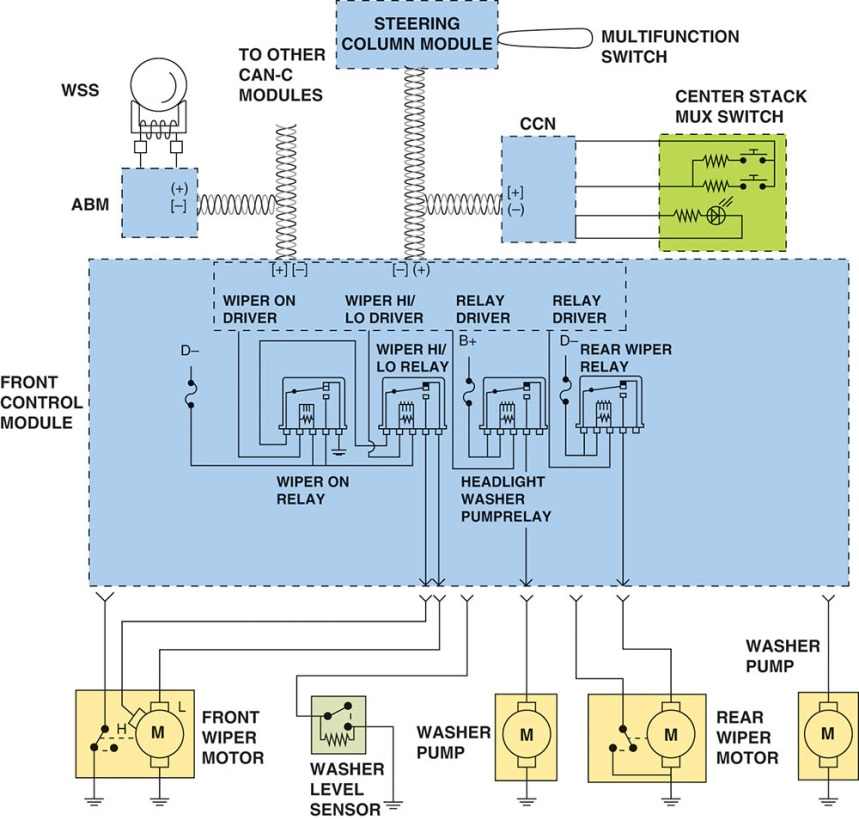 STEERING
COLUMN MODULE
MULTIFUNCTION
SWITCH
TO OTHER
CAN-C
MODULES
WSS
CENTER STACK
MUX SWITCH
CCN
ABM
(+)
[–]
[+]
(–)
[+] [–]
[–] (+)
WIPER ON
DRIVER
WIPER HI/
LO DRIVER
RELAY
DRIVER
RELAY
DRIVER
D–
WIPER HI/
LO RELAY
B+
D–
REAR WIPER
RELAY
FRONT
CONTROL
MODULE
WIPER ON
RELAY
HEADLIGHT
WASHER
PUMPRELAY
WASHER
PUMP
L
H
M
FRONT
WIPER
MOTOR
WASHER
LEVEL
SENSOR
WASHER
PUMP
M
M
REAR
WIPER
MOTOR
M